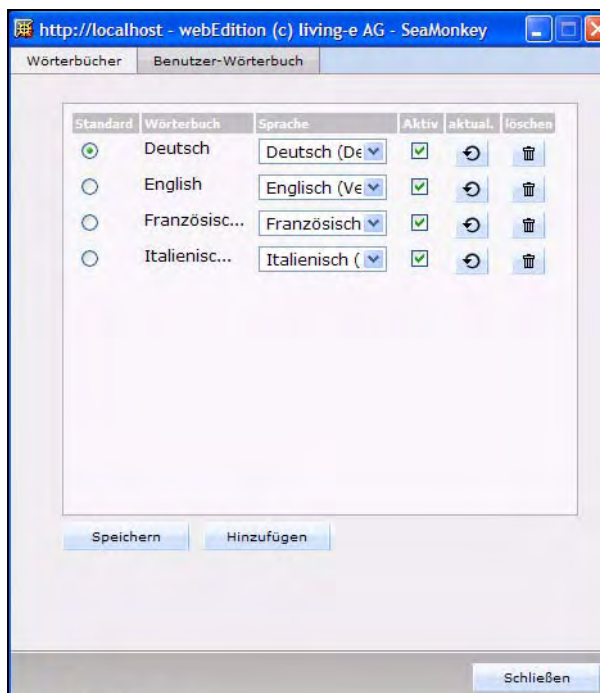 http://localhost - webEdition (c) living-e AG - SeaMonkey
Wörterbücher Benutzer-Wörterbuch
Standard Wörterbuch Sprache Aktiv aktual. löschen
Deutsch Deutsch (De
English Englisch (Ve
Französisc... Französisch
Italienisc... Italienisch (
Speichern Hinzufügen
Schließen